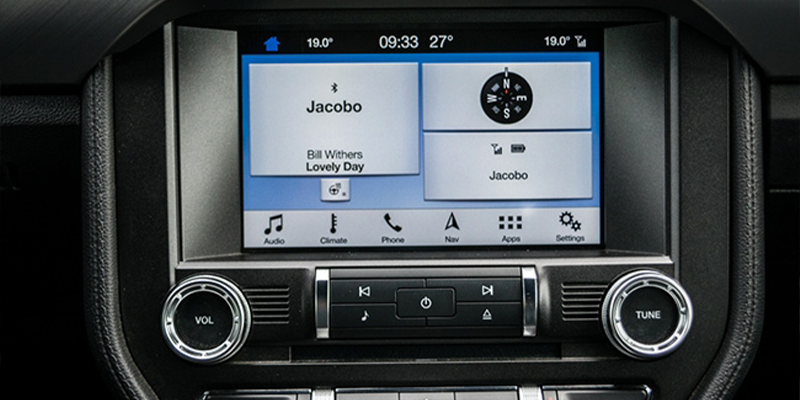 19.0° 09:33 27° 19.0°
Jacobo
Bill Withers
Lovely Day
N
W E
S
Jacobo
Audio Climate Phone Nav Apps Settings
VOL
TUNE